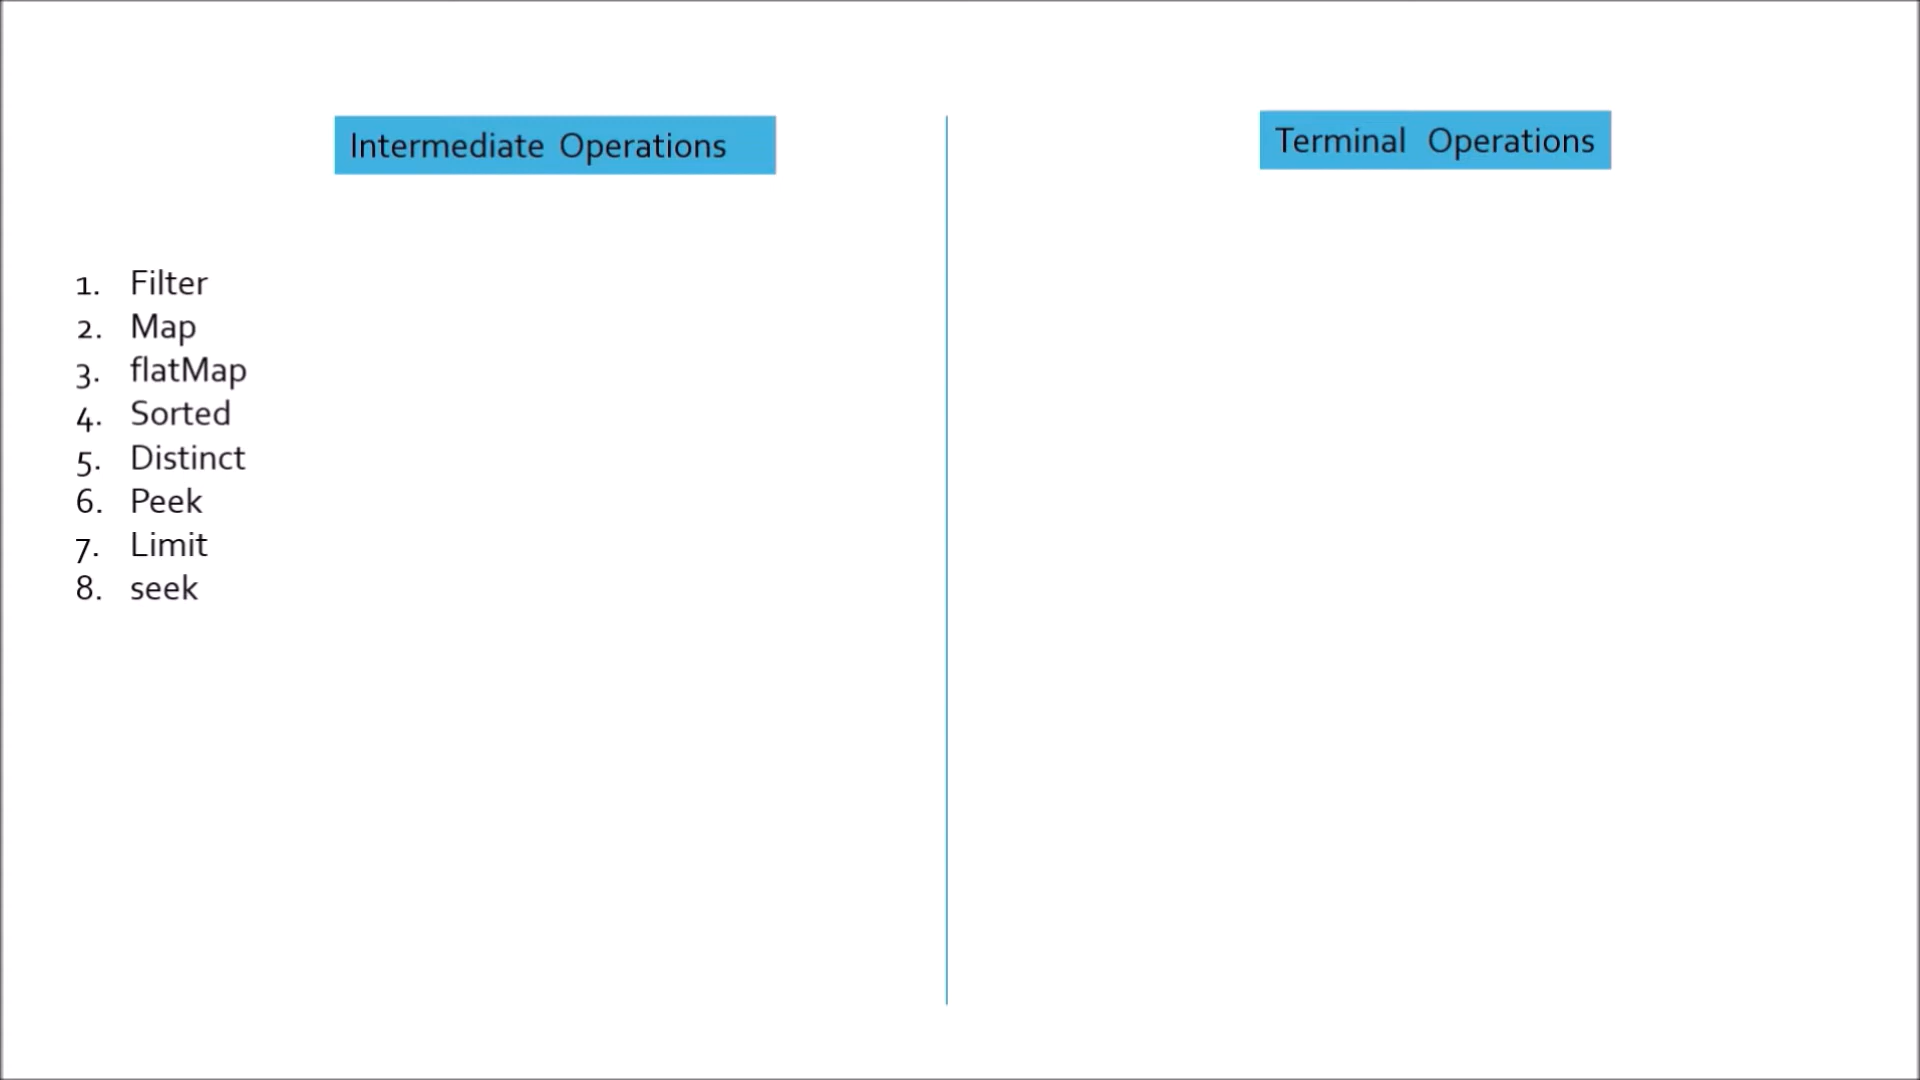 Intermediate Operations
1. Filter
2. Map
3. flatMap
4. Sorted
5. Distinct
6. Peek
7. Limit
8. seek
Terminal Operations